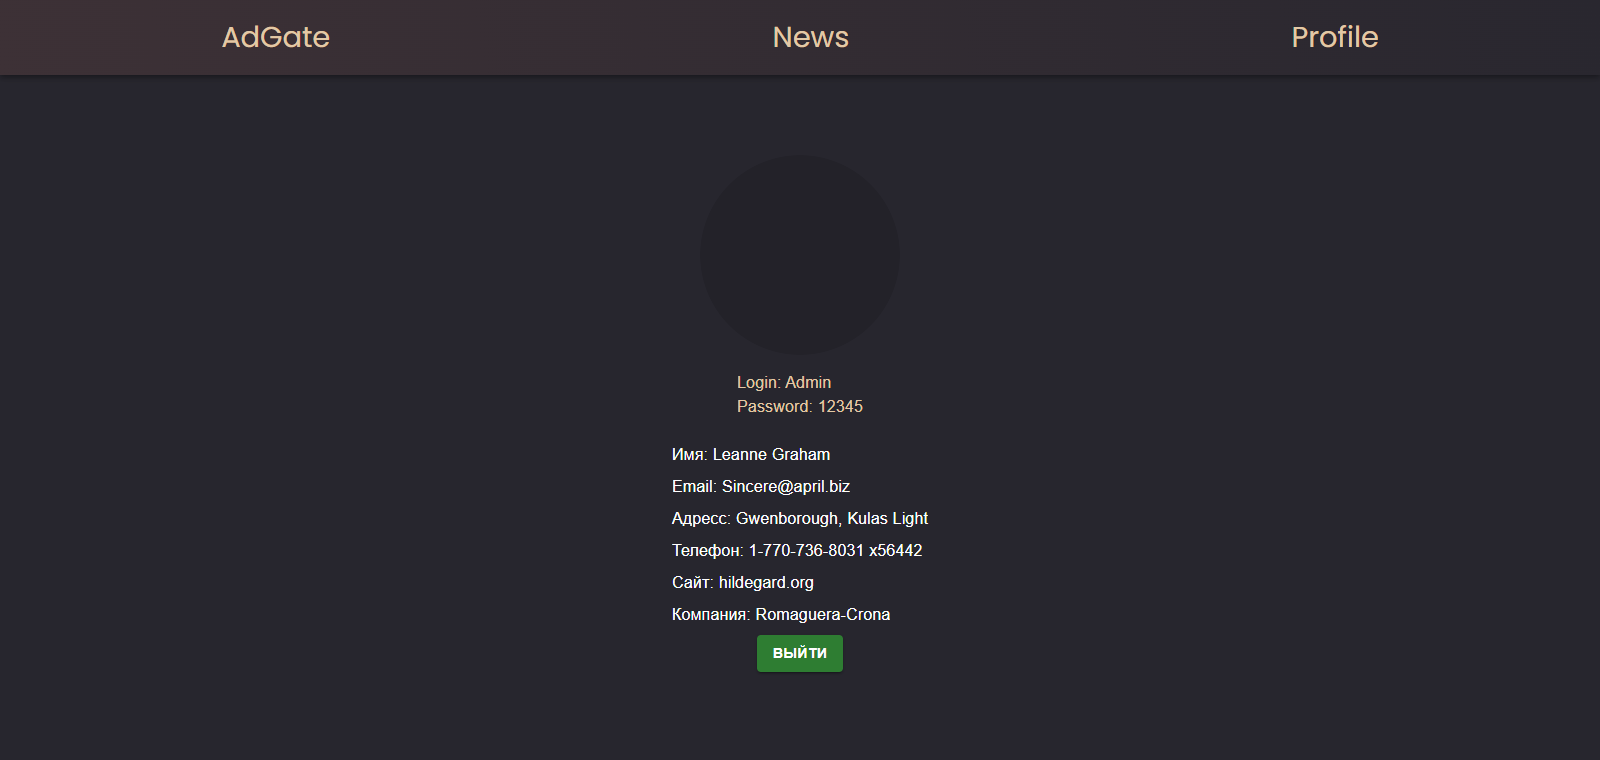 AdGate
News
Profile
Login: Admin
Password: 12345
Имя: Leanne Graham
Email: Sincere@april.biz
Адресс: Gwenborough, Kulas Light
Телефон: 1-770-736-8031 x56442
Сайт: hildegard.org
Компания: Romaguera-Crona
ВЫЙТИ